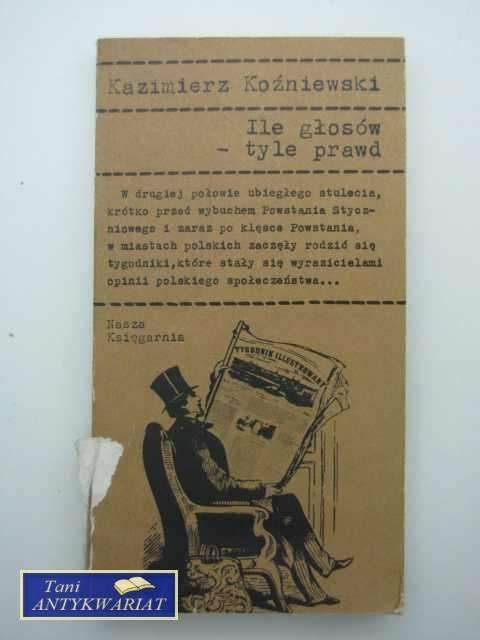 Kazimierz Koźniewski
Ile głosów
- tyle prawd
W drugiej połowie ubiegłego stulecia,
krótko przed wybuchem Powstania Stycz-
niowego i zaraz po klęsce Powstania,
w miastach polskich zaczęły rodzić się
tygodniki,które stały się wyrazicielami
opinii polskiego społeczeństwa...
Nasza
Księgarnia
TYGODNIK ILLUSTROWANY
Tani
ANTYKWARIAT